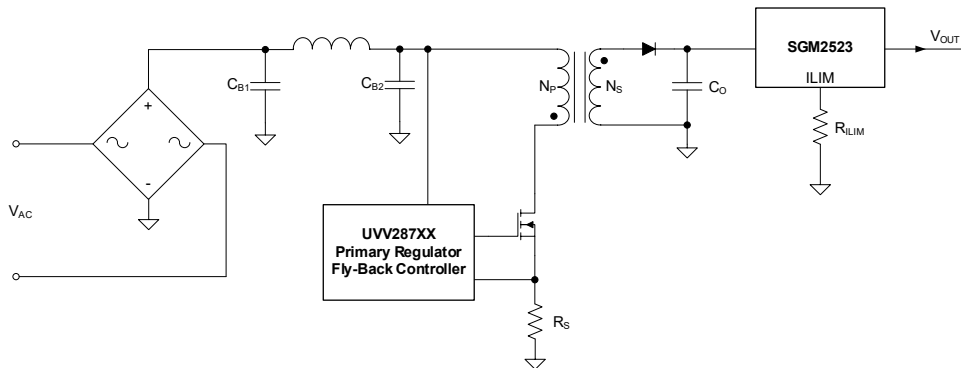 V_OUT
SGM2523
ILIM
C_B1
C_B2
N_P
N_S
C_O
R_ILIM
+
-
V_AC
UVV287XX
Primary Regulator
Fly-Back Controller
R_S